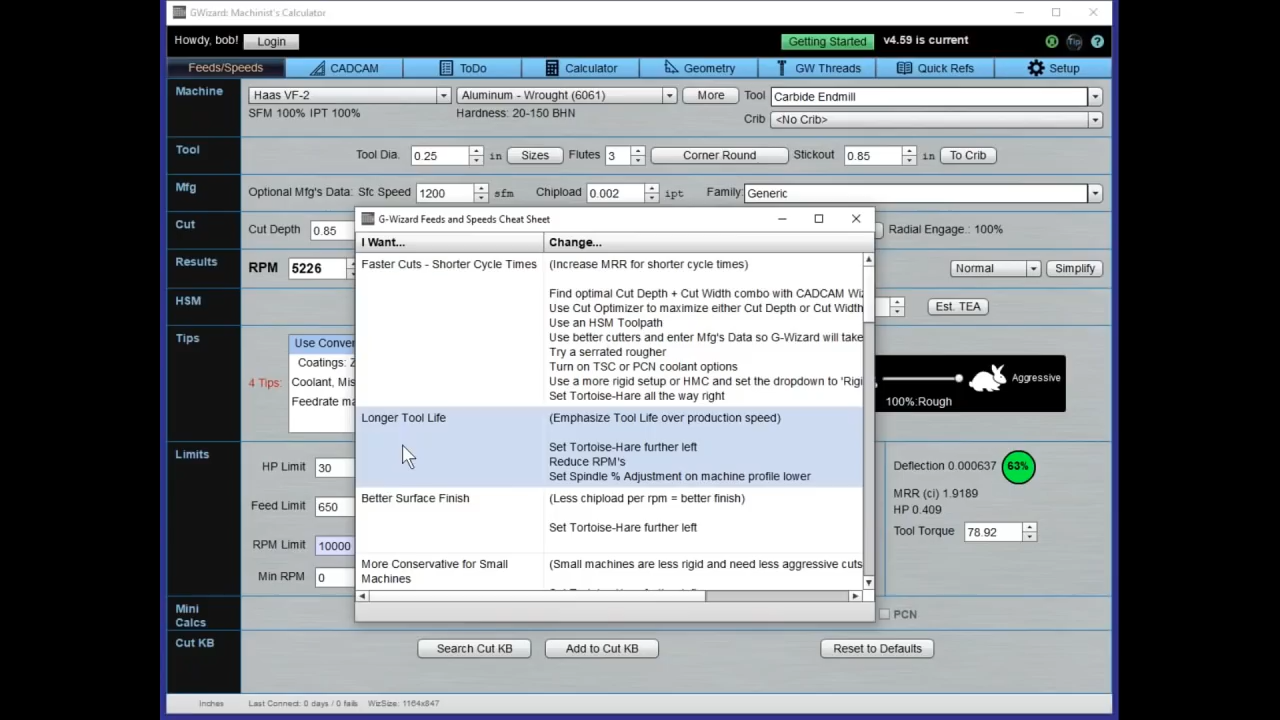 GWizard: Machinist's Calculator
Howdy, bob! Login Getting Started v4.59 is current Tip ?
Feeds/Speeds CADCAM ToDo Calculator Geometry GW Threads Quick Refs Setup
Machine Haas VF-2 Aluminum - Wrought (6061) More Tool Carbide Endmill
SFM 100% IPT 100% Hardness: 20-150 BHN Crib <No Crib>
Tool Tool Dia. 0.25 in Sizes Flutes 3 Corner Round Stickout 0.85 in To Crib
Mfg Optional Mfg's Data: Sfc Speed 1200 sfm Chipload 0.002 ipt Family: Generic
Cut Cut Depth 0.85 Radial Engage.: 100%
Results RPM 5226 Normal Simplify
HSM Est. TEA
Tips Use Conver
Coatings: Z
4 Tips: Coolant, Mis
Feedrate ma
Aggressive
100%:Rough
Limits HP Limit 30
Feed Limit 650
RPM Limit 10000
Min RPM 0
Deflection 0.000637 63%
MRR (ci) 1.9189
HP 0.409
Tool Torque 78.92
Mini Calcs PCN
Cut KB Search Cut KB Add to Cut KB Reset to Defaults
Inches Last Connect: 0 days / 0 fails WizSize: 1164x847
G-Wizard Feeds and Speeds Cheat Sheet
I Want... Change...
Faster Cuts - Shorter Cycle Times (Increase MRR for shorter cycle times)
Find optimal Cut Depth + Cut Width combo with CADCAM Wiz
Use Cut Optimizer to maximize either Cut Depth or Cut Width
Use an HSM Toolpath
Use better cutters and enter Mfg's Data so G-Wizard will take
Try a serrated rougher
Turn on TSC or PCN coolant options
Use a more rigid setup or HMC and set the dropdown to 'Rigi
Set Tortoise-Hare all the way right
Longer Tool Life (Emphasize Tool Life over production speed)
Set Tortoise-Hare further left
Reduce RPM's
Set Spindle % Adjustment on machine profile lower
Better Surface Finish (Less chipload per rpm = better finish)
Set Tortoise-Hare further left
More Conservative for Small (Small machines are less rigid and need less aggressive cuts
Machines